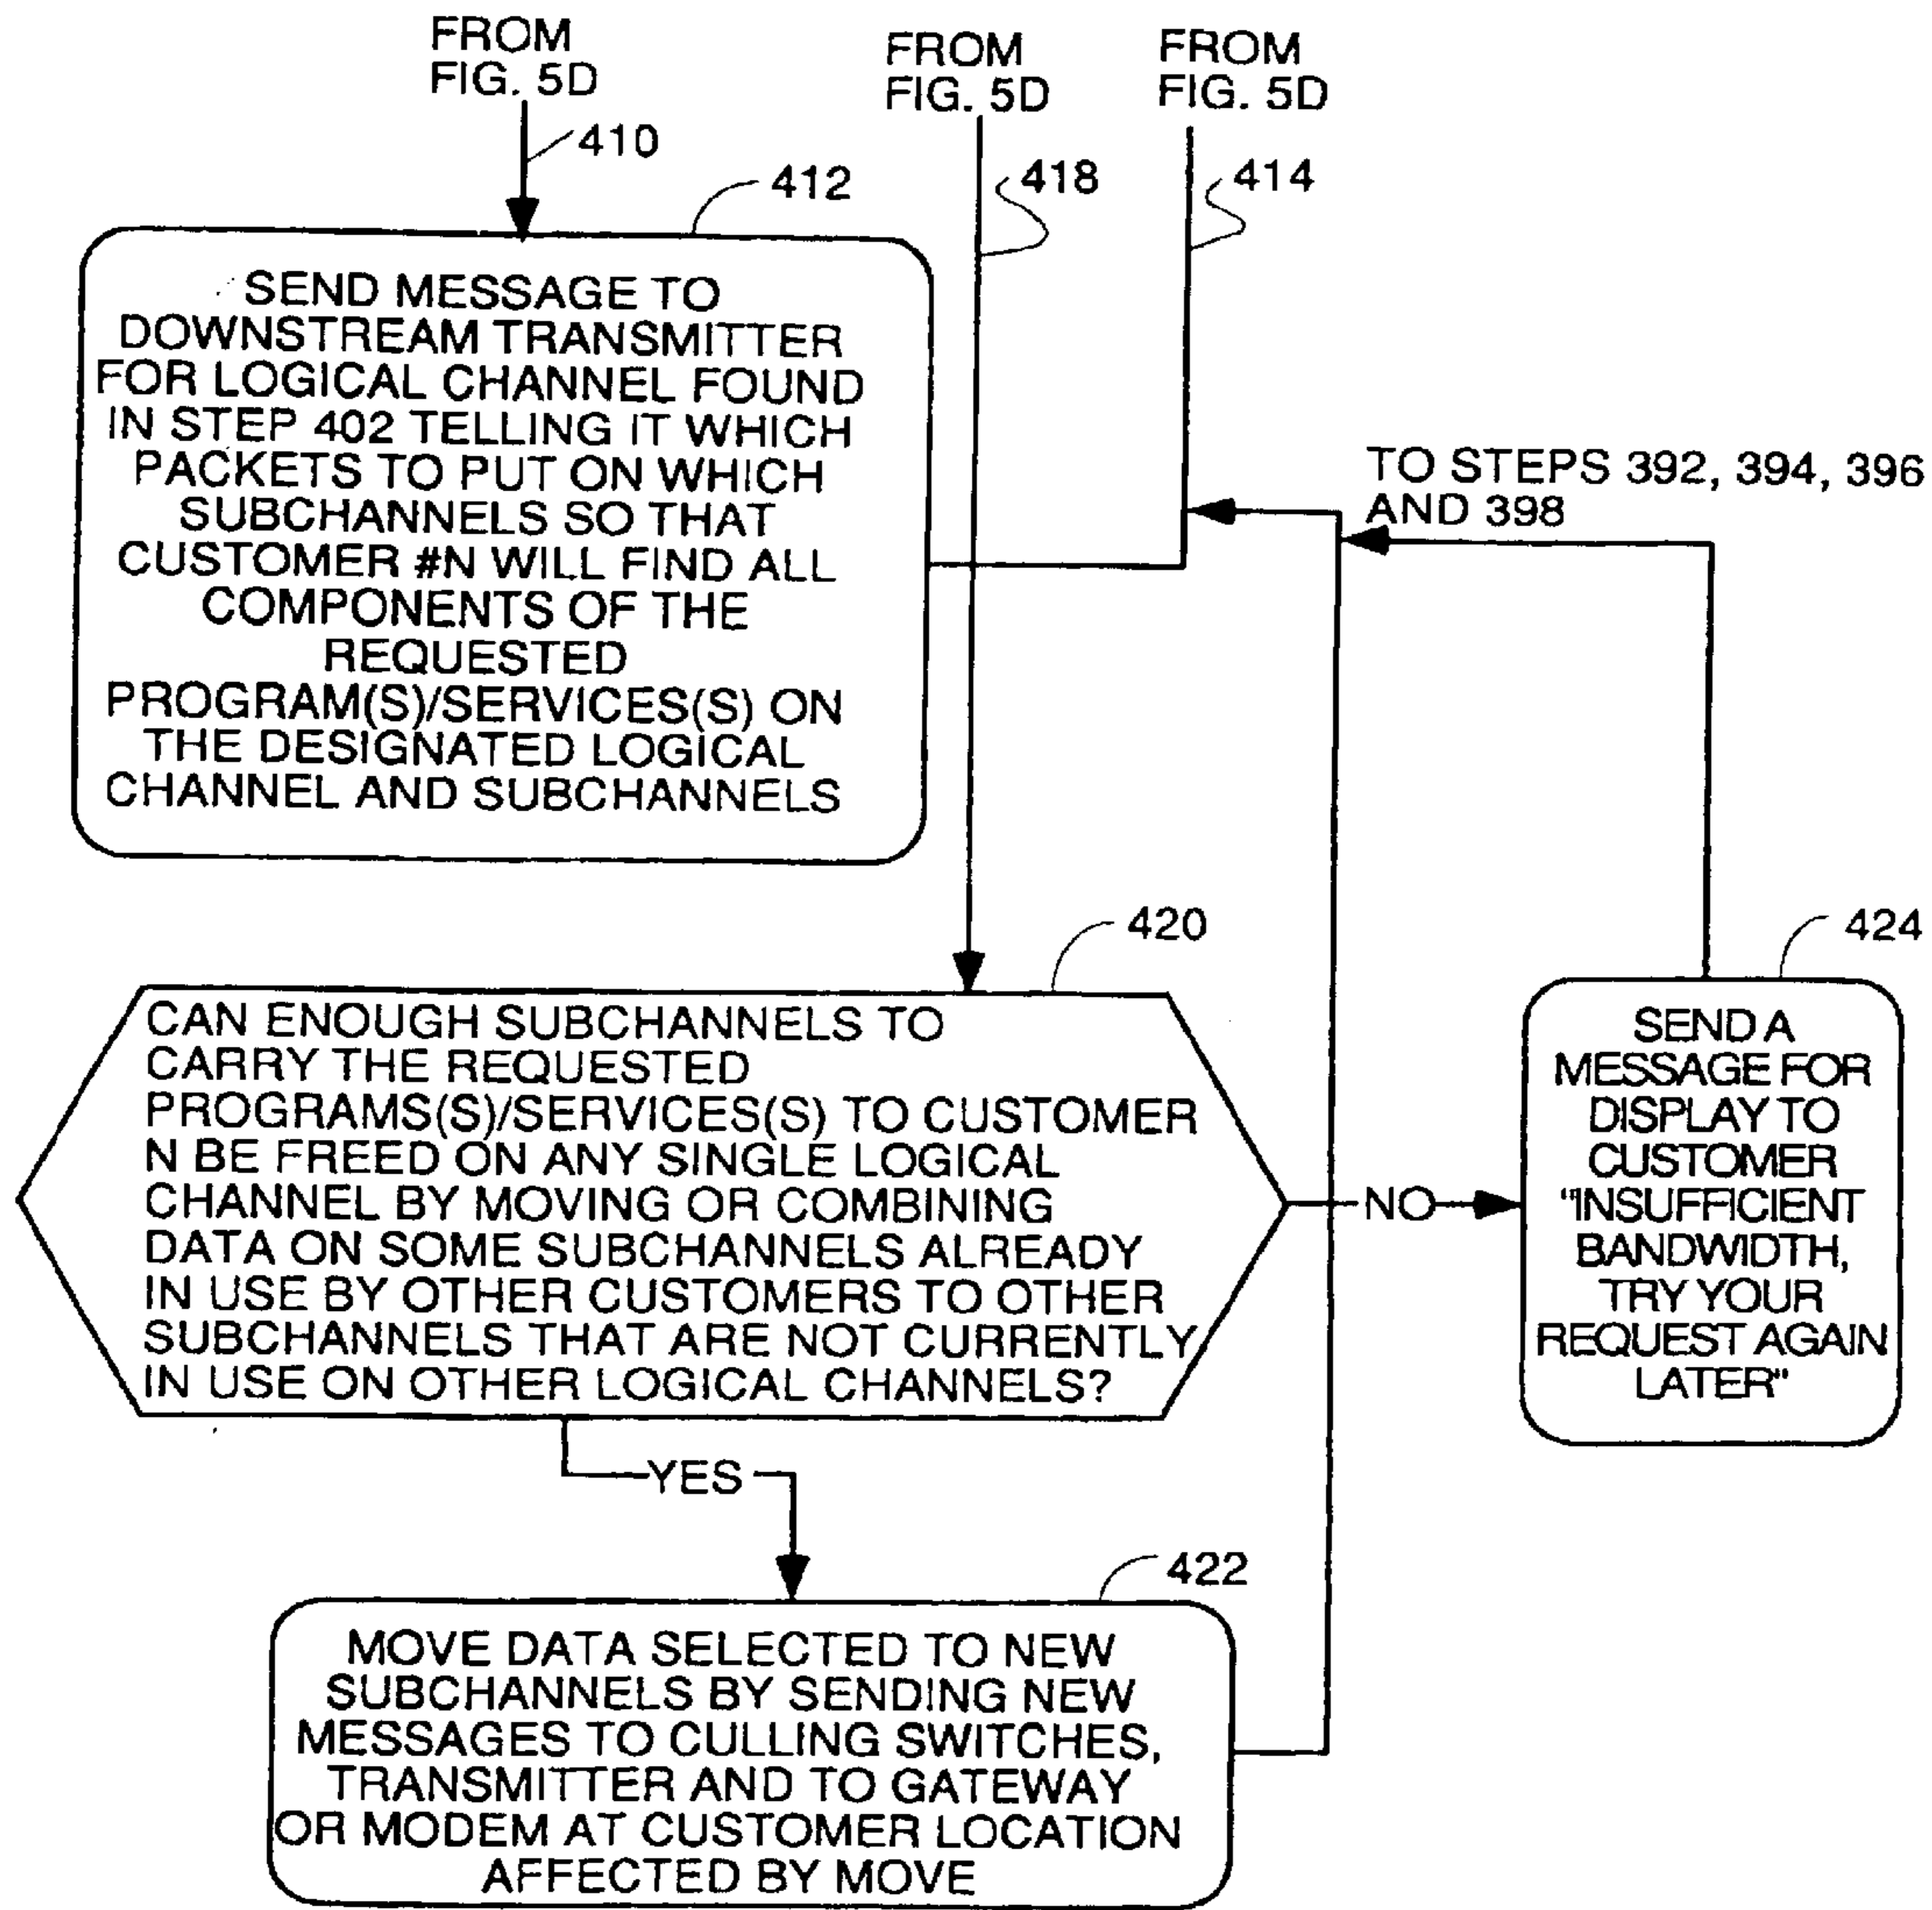 FROM
FIG. 5D
FROM
FIG. 5D
FROM
FIG. 5D
410
412
418
414
SEND MESSAGE TO
DOWNSTREAM TRANSMITTER
FOR LOGICAL CHANNEL FOUND
IN STEP 402 TELLING IT WHICH
PACKETS TO PUT ON WHICH
SUBCHANNELS SO THAT
CUSTOMER #N WILL FIND ALL
COMPONENTS OF THE
REQUESTED
PROGRAM(S)/SERVICES(S) ON
THE DESIGNATED LOGICAL
CHANNEL AND SUBCHANNELS
TO STEPS 392, 394, 396
AND 398
420
CAN ENOUGH SUBCHANNELS TO
CARRY THE REQUESTED
PROGRAMS(S)/SERVICES(S) TO CUSTOMER
N BE FREED ON ANY SINGLE LOGICAL
CHANNEL BY MOVING OR COMBINING
DATA ON SOME SUBCHANNELS ALREADY
IN USE BY OTHER CUSTOMERS TO OTHER
SUBCHANNELS THAT ARE NOT CURRENTLY
IN USE ON OTHER LOGICAL CHANNELS?
NO
424
SEND A
MESSAGE FOR
DISPLAY TO
CUSTOMER
"INSUFFICIENT
BANDWIDTH,
TRY YOUR
REQUEST AGAIN
LATER"
YES
422
MOVE DATA SELECTED TO NEW
SUBCHANNELS BY SENDING NEW
MESSAGES TO CULLING SWITCHES,
TRANSMITTER AND TO GATEWAY
OR MODEM AT CUSTOMER LOCATION
AFFECTED BY MOVE